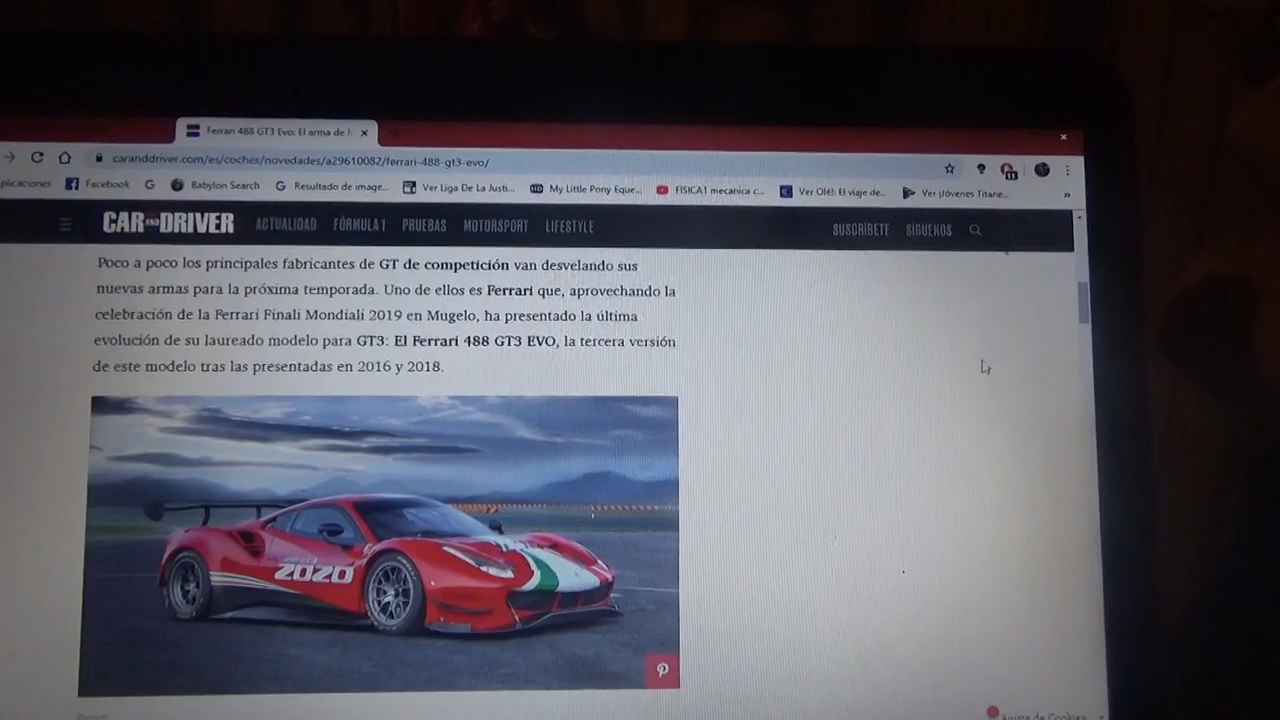 Ferrari 488 GT3 Evo: El arma de
caranddriver.com/es/coches/novedades/a29610082/ferrari-488-gt3-evo/
plicaciones Facebook G Babylon Search Resultado de image... Ver Liga De La Justi... HD My Little Pony Eque... FISICA1 mecanica c... Ver Olé!: El viaje de... Ver ¡Jóvenes Titane... »
CAR AND DRIVER ACTUALIDAD FÓRMULA 1 PRUEBAS MOTORSPORT LIFESTYLE SUSCRÍBETE SÍGUENOS
Poco a poco los principales fabricantes de GT de competición van desvelando sus
nuevas armas para la próxima temporada. Uno de ellos es Ferrari que, aprovechando la
celebración de la Ferrari Finali Mondiali 2019 en Mugelo, ha presentado la última
evolución de su laureado modelo para GT3: El Ferrari 488 GT3 EVO, la tercera versión
de este modelo tras las presentadas en 2016 y 2018.
2020
Ajuste de Cookies